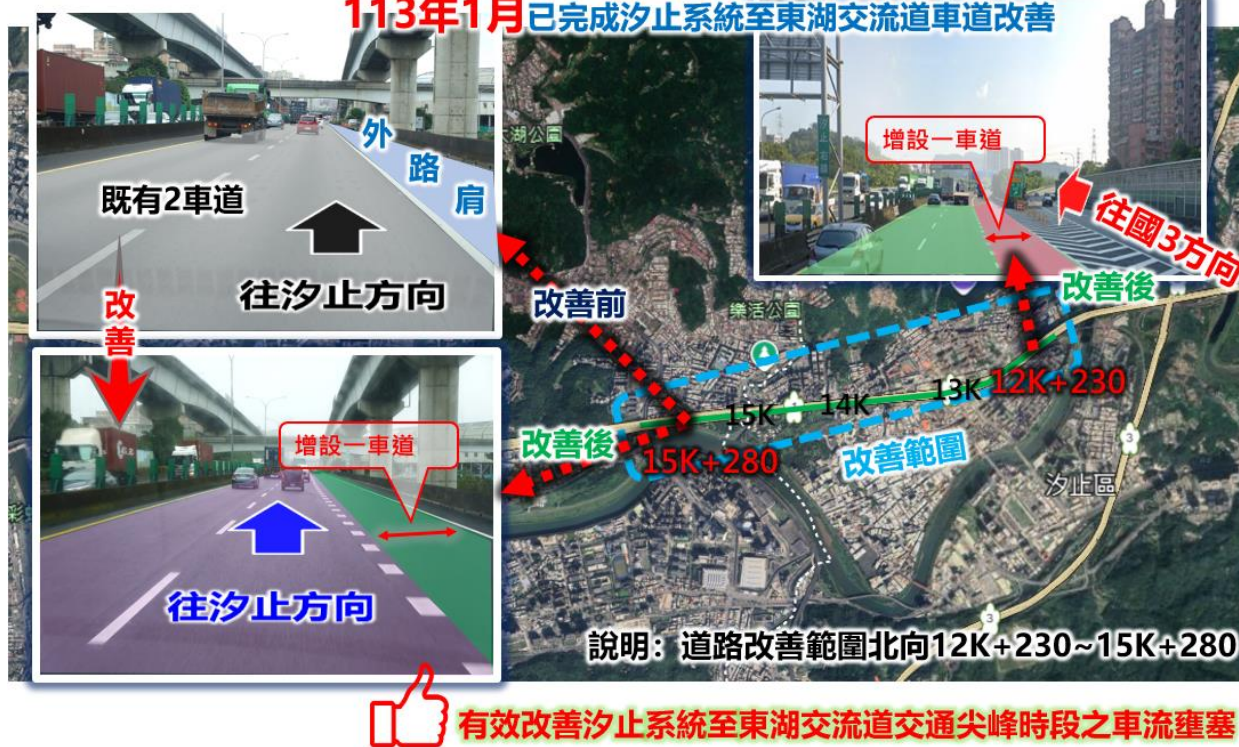 113年1月已完成汐止系統至東湖交流道車道改善
既有2車道
外路肩
往汐止方向
改善
增設一車道
往汐止方向
改善前
改善後
增設一車道
往國3方向
改善後
湖公園
樂活公園
15K
14K
13K
12K+230
15K+280
改善範圍
汐止區
3
3
3
說明：道路改善範圍北向12K+230~15K+280
有效改善汐止系統至東湖交流道交通尖峰時段之車流壅塞